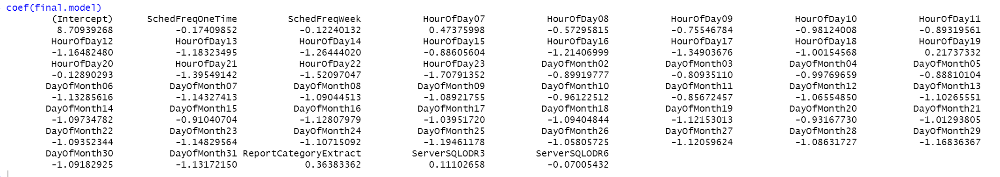 coef(final.model)
(Intercept) SchedFreqOneTime SchedFreqWeek HourOfDay07 HourOfDay08 HourOfDay09 HourOfDay10 HourOfDay11
8.70939268 -0.17409852 -0.12240132 0.47375998 -0.57295815 -0.75546784 -0.98124008 -0.89319561
HourOfDay12 HourOfDay13 HourOfDay14 HourOfDay15 HourOfDay16 HourOfDay17 HourOfDay18 HourOfDay19
-1.16482480 -1.18323495 -1.26444020 -0.88605604 -1.21406999 -1.34903676 -1.00154568 0.21737332
HourOfDay20 HourOfDay21 HourOfDay22 HourOfDay23 DayOfMonth02 DayOfMonth03 DayOfMonth04 DayOfMonth05
-0.12890293 -1.39549142 -1.52097047 -1.70791352 -0.89919777 -0.80935110 -0.99769659 -0.88810104
DayOfMonth06 DayOfMonth07 DayOfMonth08 DayOfMonth09 DayOfMonth10 DayOfMonth11 DayOfMonth12 DayOfMonth13
-1.13285616 -1.14327413 -1.09044513 -1.08921755 -0.96122512 -0.85672457 -1.06554850 -1.10265551
DayOfMonth14 DayOfMonth15 DayOfMonth16 DayOfMonth17 DayOfMonth18 DayOfMonth19 DayOfMonth20 DayOfMonth21
-1.09734782 -0.91040704 -1.12807979 -1.03951720 -1.09404844 -1.12153013 -0.93167730 -1.01293805
DayOfMonth22 DayOfMonth23 DayOfMonth24 DayOfMonth25 DayOfMonth26 DayOfMonth27 DayOfMonth28 DayOfMonth29
-1.09352344 -1.14829564 -1.10715092 -1.19461178 -1.05805725 -1.12059624 -1.08631727 -1.16836367
DayOfMonth30 DayOfMonth31 ReportCategoryExtract ServerSQLODR3 ServerSQLODR6
-1.09182925 -1.13172150 0.36383362 0.11102658 -0.07005432